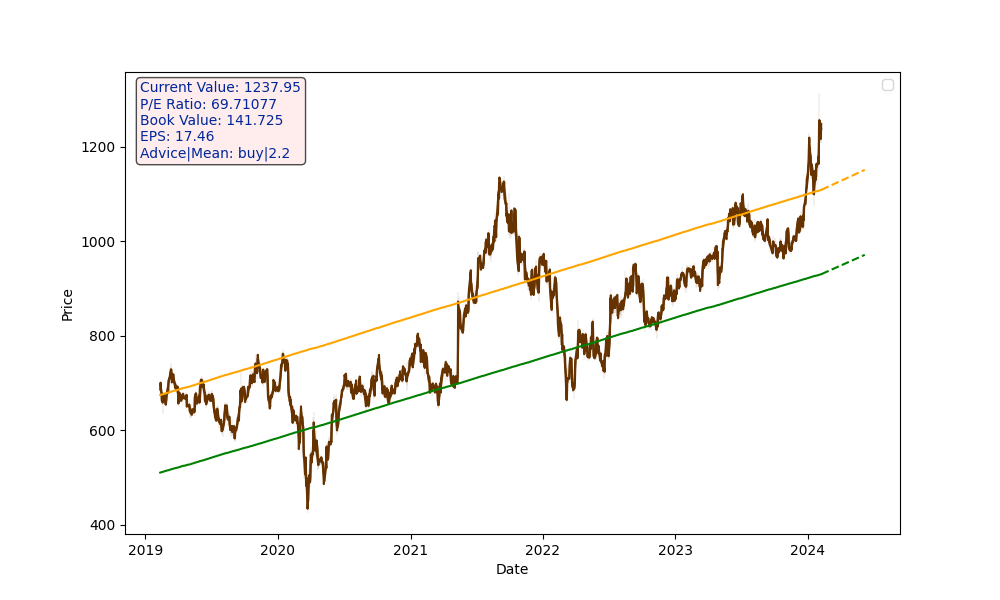 Current Value: 1237.95
P/E Ratio: 69.71077
Book Value: 141.725
EPS: 17.46
Advice|Mean: buy|2.2
Price
1200
1000
800
600
400
2019 2020 2021 2022 2023 2024
Date